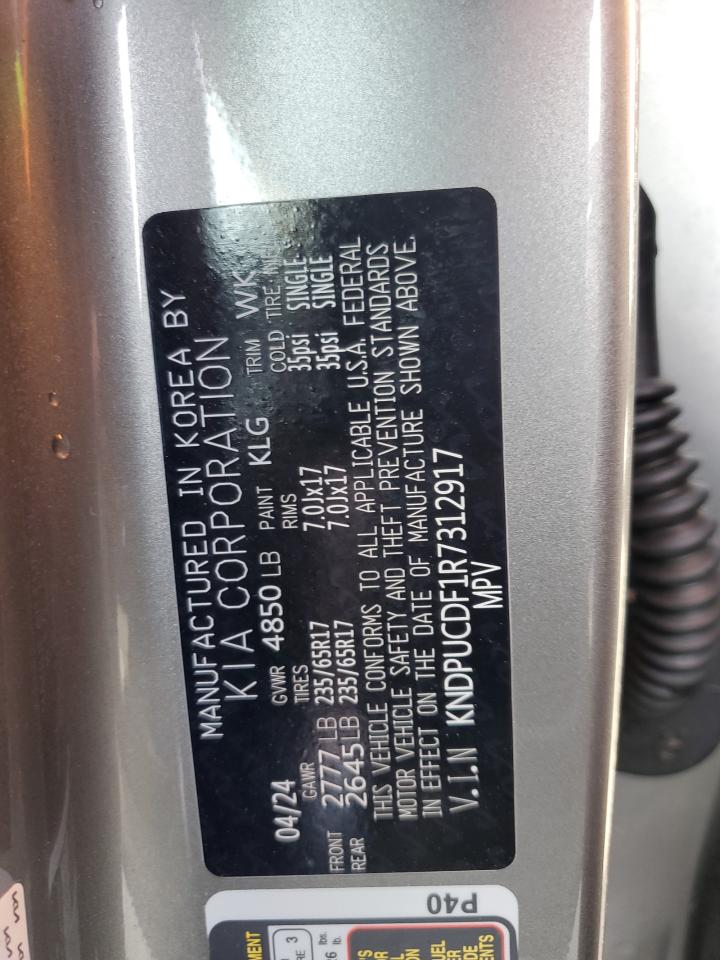 MANUFACTURED IN KOREA BY
KIA CORPORATION
04/24 GVWR 4850 LB PAINT KLG TRIM WK
GAWR TIRES RIMS COLD TIRE
FRONT 2777 LB 235/65R17 7.0Jx17 35psi SINGLE
REAR 2645 LB 235/65R17 7.0Jx17 35psi SINGLE
THIS VEHICLE CONFORMS TO ALL APPLICABLE U.S.A. FEDERAL
MOTOR VEHICLE SAFETY AND THEFT PREVENTION STANDARDS
IN EFFECT ON THE DATE OF MANUFACTURE SHOWN ABOVE.
V.I.N KNDPUCDF1R7312917
MPV
P40